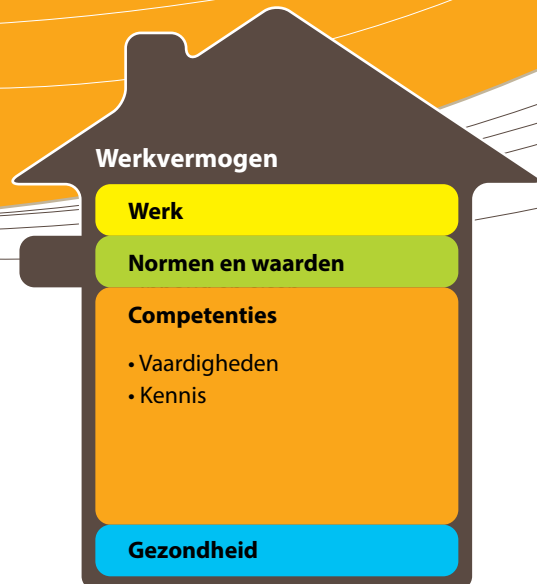 Werkvermogen
Werk
Normen en waarden
Competenties
• Vaardigheden
• Kennis
Gezondheid